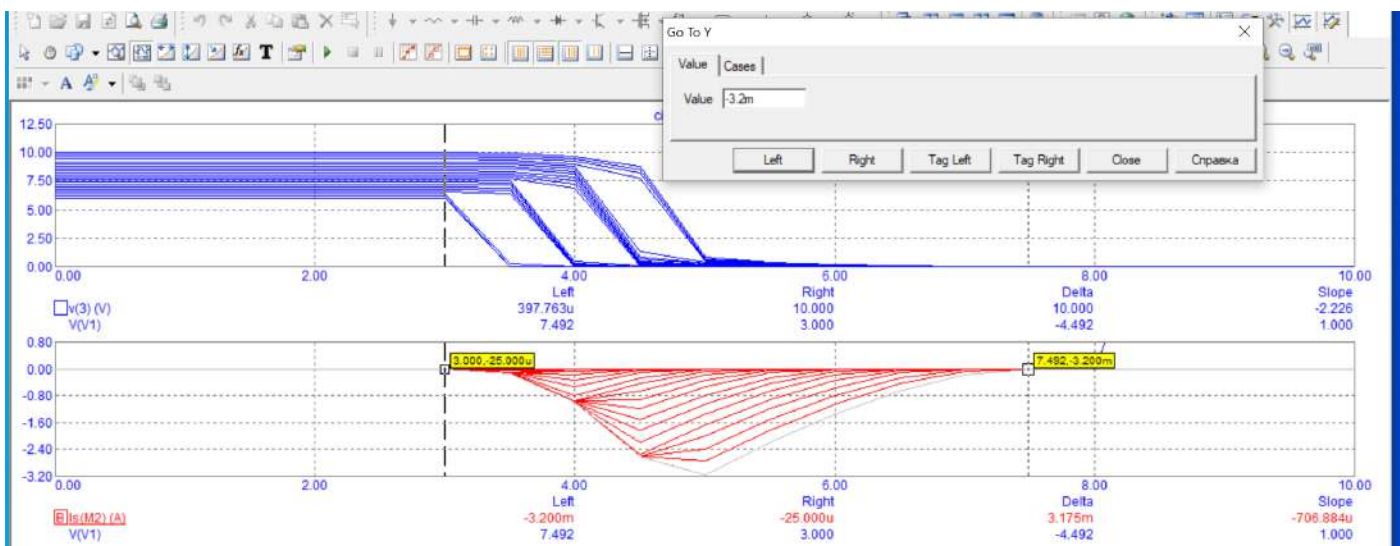 Go To Y
T
Value Cases
Value -3.2m
A
Left Right Tag Left Tag Right Close Справка
12.50
10.00
7.50
5.00
2.50
0.00
0.00 2.00 4.00 6.00 8.00 10.00
Left Right Delta Slope
v(3) (V) 397.763u 10.000 10.000 -2.226
V(V1) 7.492 3.000 -4.492 1.000
0.80
3.000,-25.000u 7.492,-3.200m
0.00
-0.80
-1.60
-2.40
-3.20
0.00 2.00 4.00 6.00 8.00 10.00
Left Right Delta Slope
Is(M2) (A) -3.200m -25.000u 3.175m -706.884u
V(V1) 7.492 3.000 -4.492 1.000